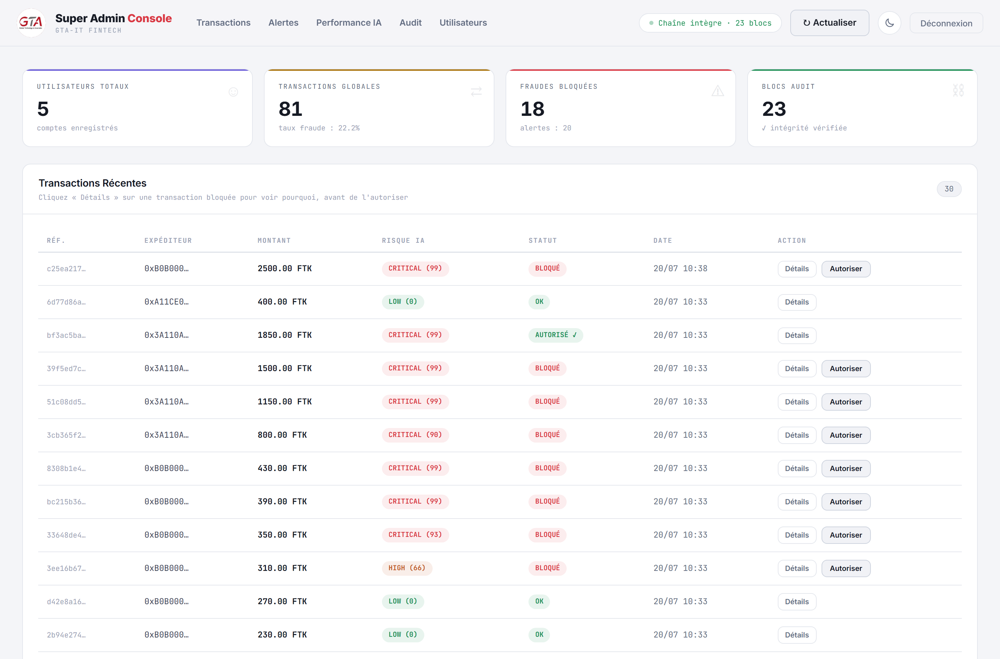 GTA
Global Technology & Associates
Super Admin Console
GTA-IT FINTECH
Transactions Alertes Performance IA Audit Utilisateurs
Chaîne intègre · 23 blocs
↻ Actualiser
Déconnexion
UTILISATEURS TOTAUX
5
comptes enregistrés
TRANSACTIONS GLOBALES
81
taux fraude : 22.2%
FRAUDES BLOQUÉES
18
alertes : 20
BLOCS AUDIT
23
✓ intégrité vérifiée
Transactions Récentes
Cliquez « Détails » sur une transaction bloquée pour voir pourquoi, avant de l'autoriser
30
RÉF. EXPÉDITEUR MONTANT RISQUE IA STATUT DATE ACTION
c25ea217… 0xB0B000… 2500.00 FTK CRITICAL (99) BLOQUÉ 20/07 10:38 Détails Autoriser
6d77d86a… 0xA11CE0… 400.00 FTK LOW (0) OK 20/07 10:33 Détails
bf3ac5ba… 0x3A110A… 1850.00 FTK CRITICAL (99) AUTORISÉ ✓ 20/07 10:33 Détails
39f5ed7c… 0x3A110A… 1500.00 FTK CRITICAL (99) BLOQUÉ 20/07 10:33 Détails Autoriser
51c08dd5… 0x3A110A… 1150.00 FTK CRITICAL (99) BLOQUÉ 20/07 10:33 Détails Autoriser
3cb365f2… 0x3A110A… 800.00 FTK CRITICAL (90) BLOQUÉ 20/07 10:33 Détails Autoriser
8308b1e4… 0xB0B000… 430.00 FTK CRITICAL (99) BLOQUÉ 20/07 10:33 Détails Autoriser
bc215b36… 0xB0B000… 390.00 FTK CRITICAL (99) BLOQUÉ 20/07 10:33 Détails Autoriser
33648de4… 0xB0B000… 350.00 FTK CRITICAL (93) BLOQUÉ 20/07 10:33 Détails Autoriser
3ee16b67… 0xB0B000… 310.00 FTK HIGH (66) BLOQUÉ 20/07 10:33 Détails Autoriser
d42e8a16… 0xB0B000… 270.00 FTK LOW (0) OK 20/07 10:33 Détails
2b94e274… 0xB0B000… 230.00 FTK LOW (0) OK 20/07 10:33 Détails